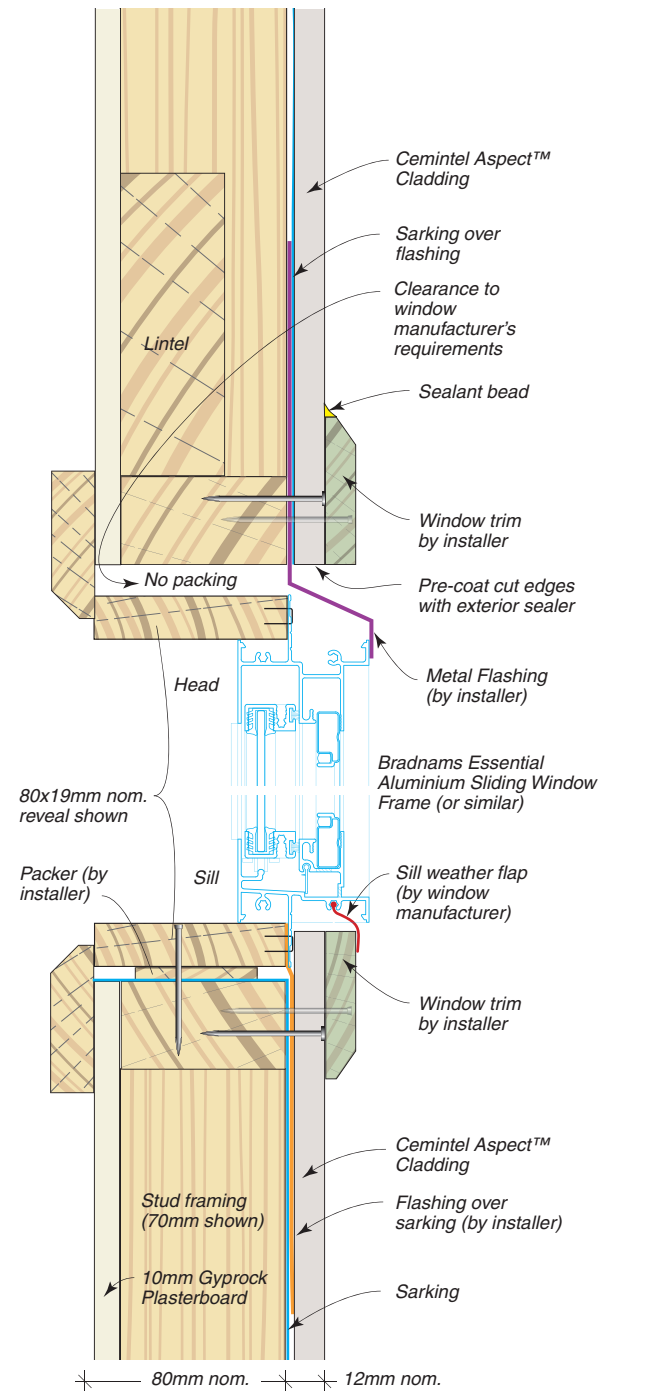 Cemintel Aspect™
Cladding
Sarking over
flashing
Clearance to
window
manufacturer's
requirements
Lintel
Sealant bead
Window trim
by installer
No packing
Pre-coat cut edges
with exterior sealer
Head
Metal Flashing
(by installer)
Bradnams Essential
Aluminium Sliding Window
Frame (or similar)
80x19mm nom.
reveal shown
Packer (by
installer)
Sill
Sill weather flap
(by window
manufacturer)
Window trim
by installer
Cemintel Aspect™
Cladding
Stud framing
(70mm shown)
Flashing over
sarking (by installer)
10mm Gyprock
Plasterboard
Sarking
80mm nom.
12mm nom.